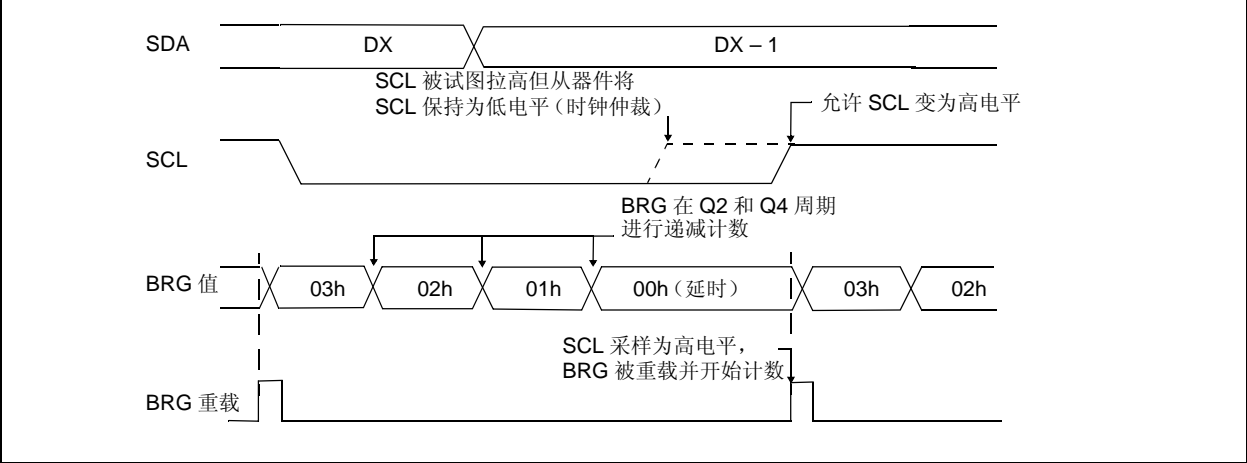 SDA
DX
DX – 1
SCL 被试图拉高但从器件将
SCL 保持为低电平（时钟仲裁）
允许 SCL 变为高电平
SCL
BRG 在 Q2 和 Q4 周期
进行递减计数
BRG 值
03h
02h
01h
00h（延时）
03h
02h
SCL 采样为高电平，
BRG 被重载并开始计数
BRG 重载